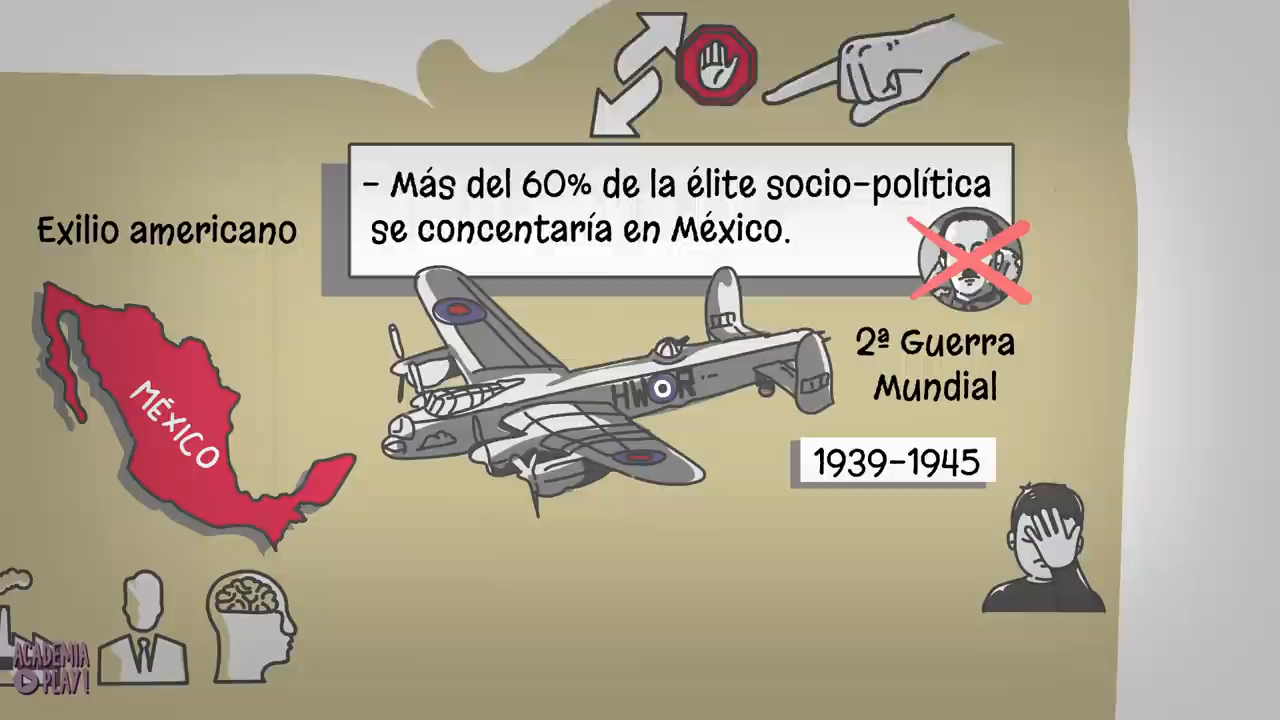 - Más del 60% de la élite socio-política
se concentaría en México.
Exilio americano
MÉXICO
HW R
2ª Guerra
Mundial
1939-1945
ACADEMIA
PLAY!